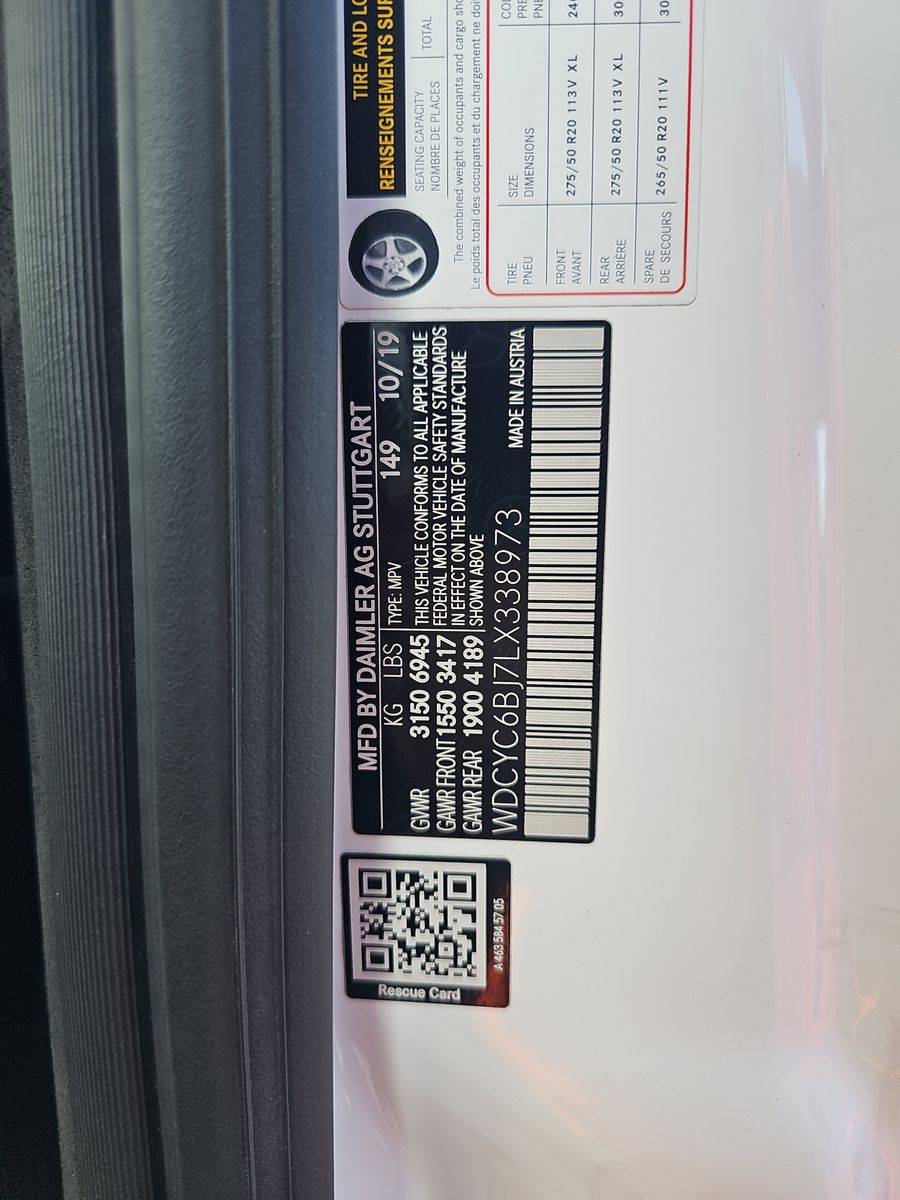 TIRE AND LO
RENSEIGNEMENTS SUR
SEATING CAPACITY
NOMBRE DE PLACES
TOTAL
The combined weight of occupants and cargo sho
Le poids total des occupants et du chargement ne doi
TIRE
PNEU
SIZE
DIMENSIONS
FRONT
AVANT
275/50 R20 113V XL
REAR
ARRIÈRE
275/50 R20 113V XL
30
SPARE
DE SECOURS
265/50 R20 111V
30
MFD BY DAIMLER AG STUTTGART
KG LBS TYPE: MPV 149 10/19
GVWR 3150 6945
GAWR FRONT 1550 3417
GAWR REAR 1900 4189
THIS VEHICLE CONFORMS TO ALL APPLICABLE
FEDERAL MOTOR VEHICLE SAFETY STANDARDS
IN EFFECT ON THE DATE OF MANUFACTURE
SHOWN ABOVE
WDCYC6BJ7LX338973
MADE IN AUSTRIA
Rescue Card
A 463 584 57 05